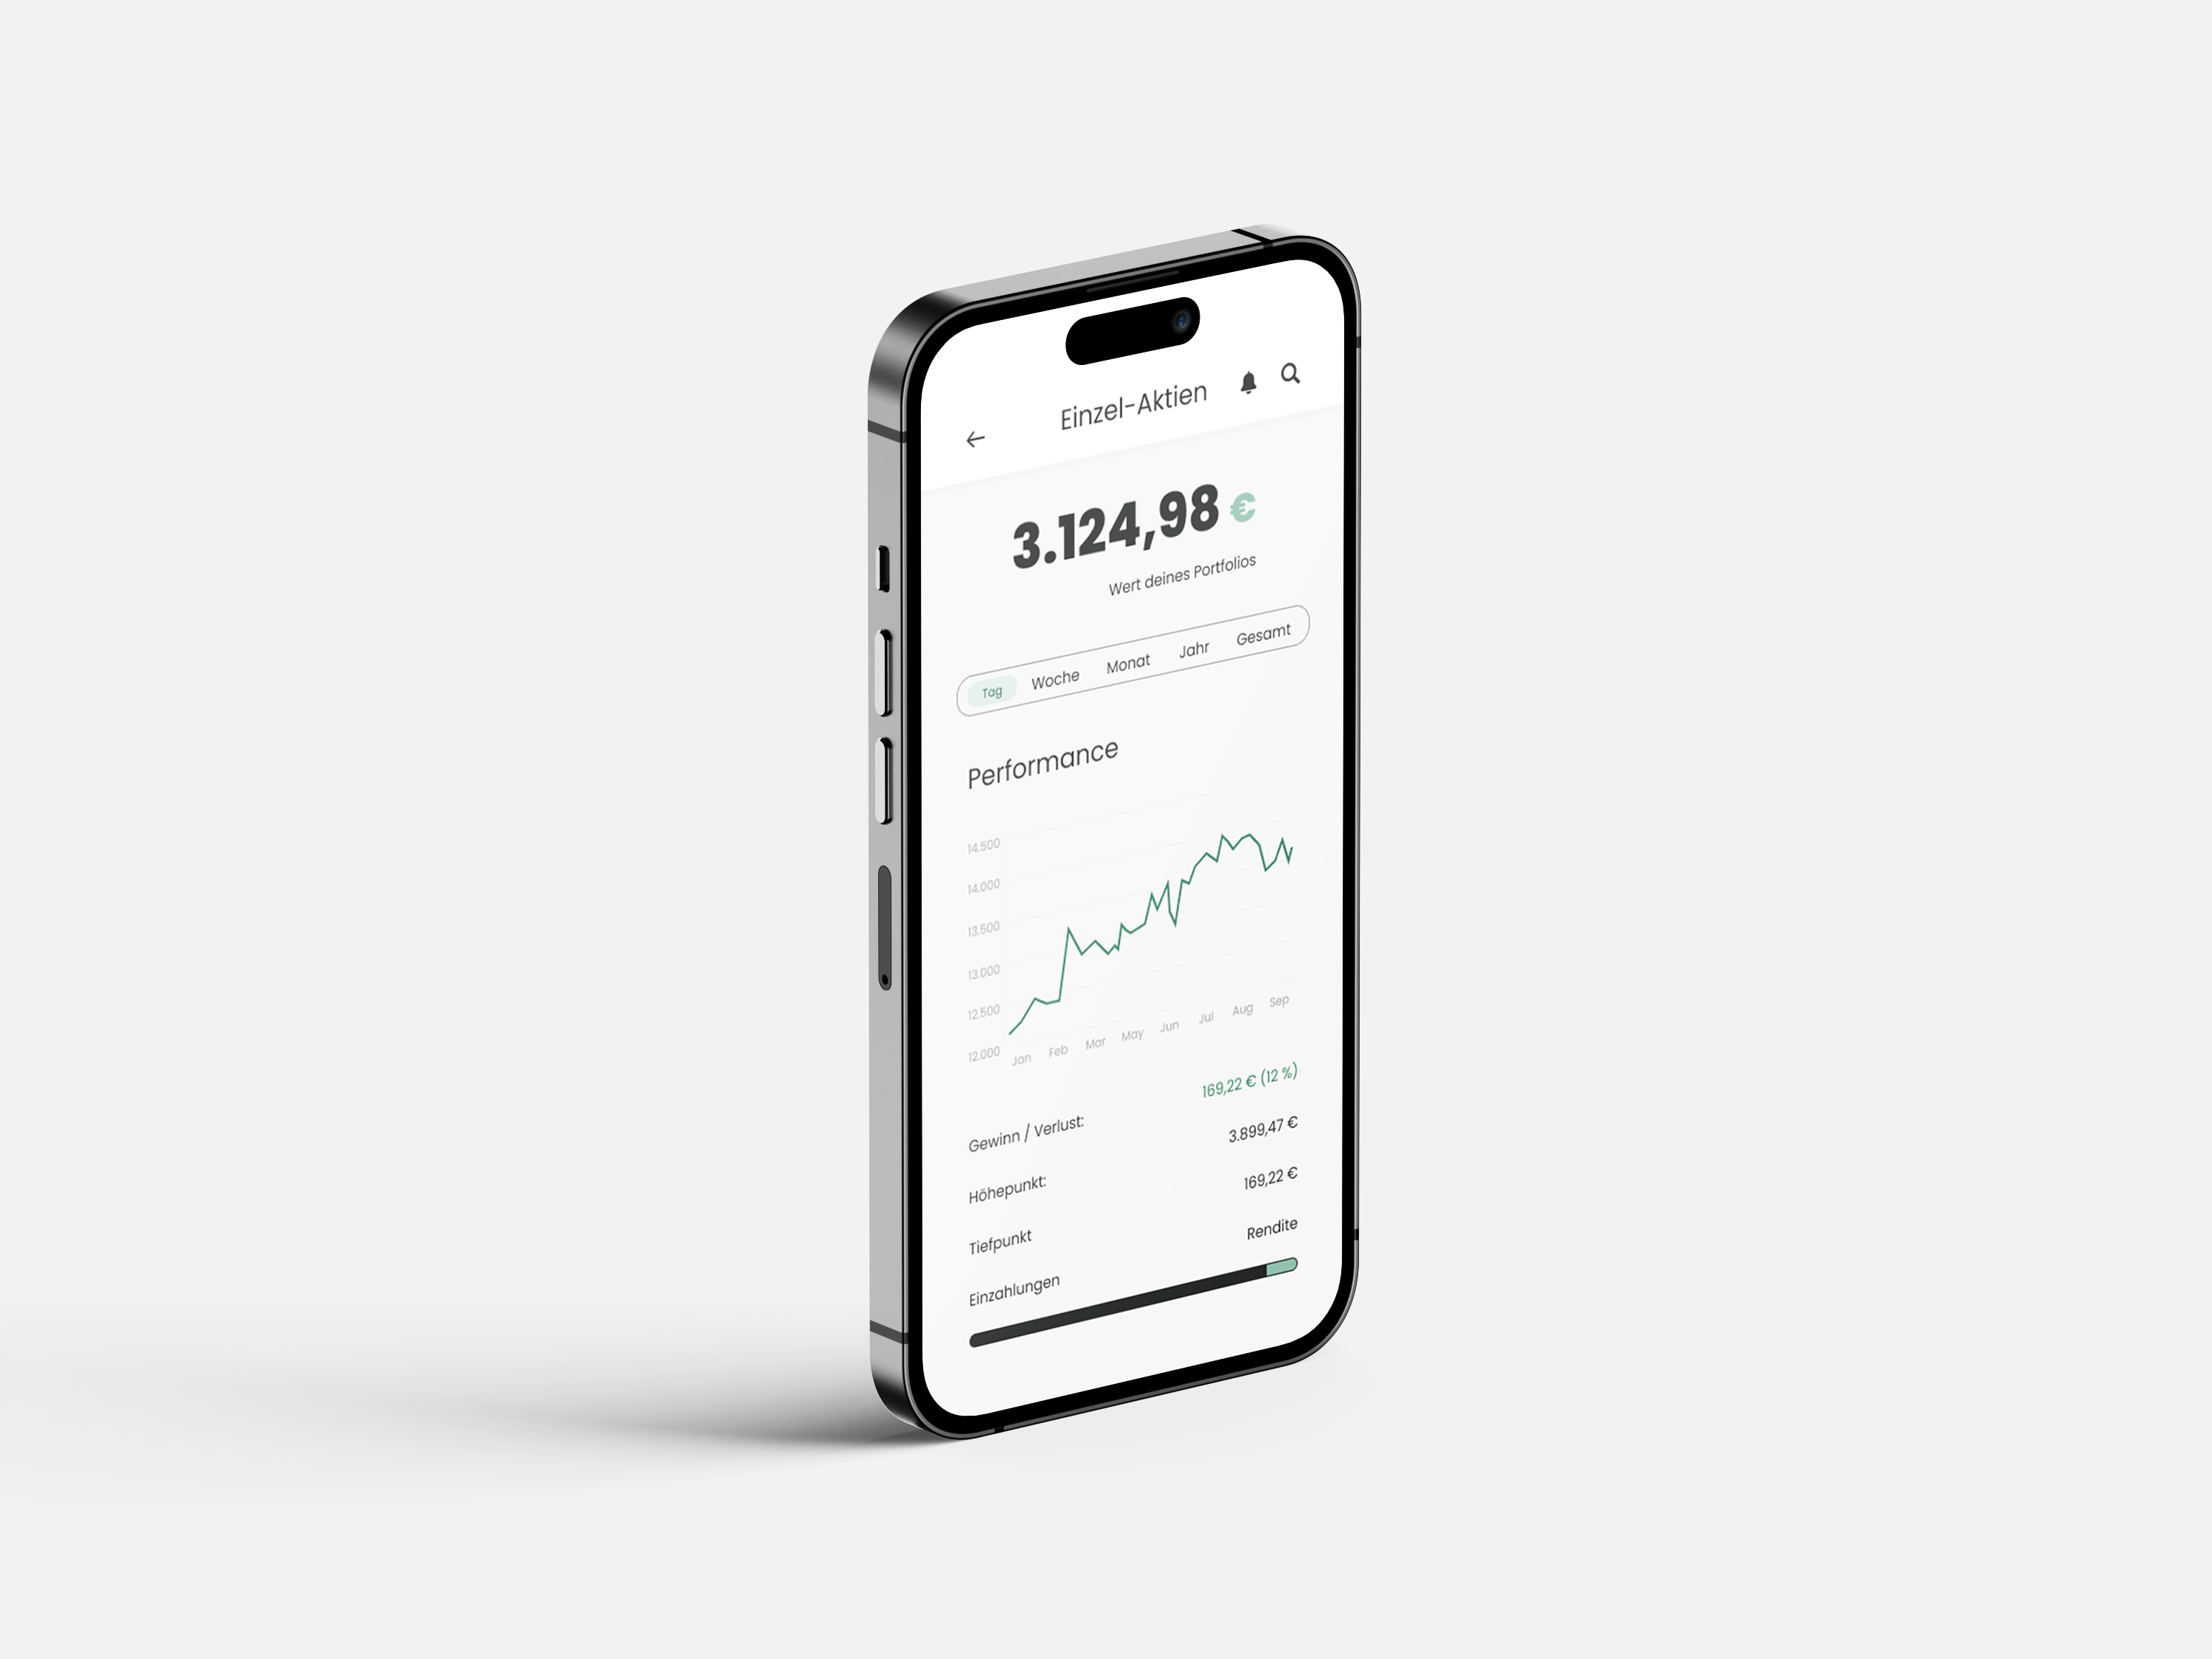 Einzel-Aktien
3.124,98 €
Wert deines Portfolios
Tag Woche Monat Jahr Gesamt
Performance
14.500
14.000
13.500
13.000
12.500
12.000
Jan Feb Mar May Jun Jul Aug Sep
Gewinn / Verlust: 169,22 € (12 %)
Höhepunkt: 3.899,47 €
Tiefpunkt 169,22 €
Einzahlungen Rendite